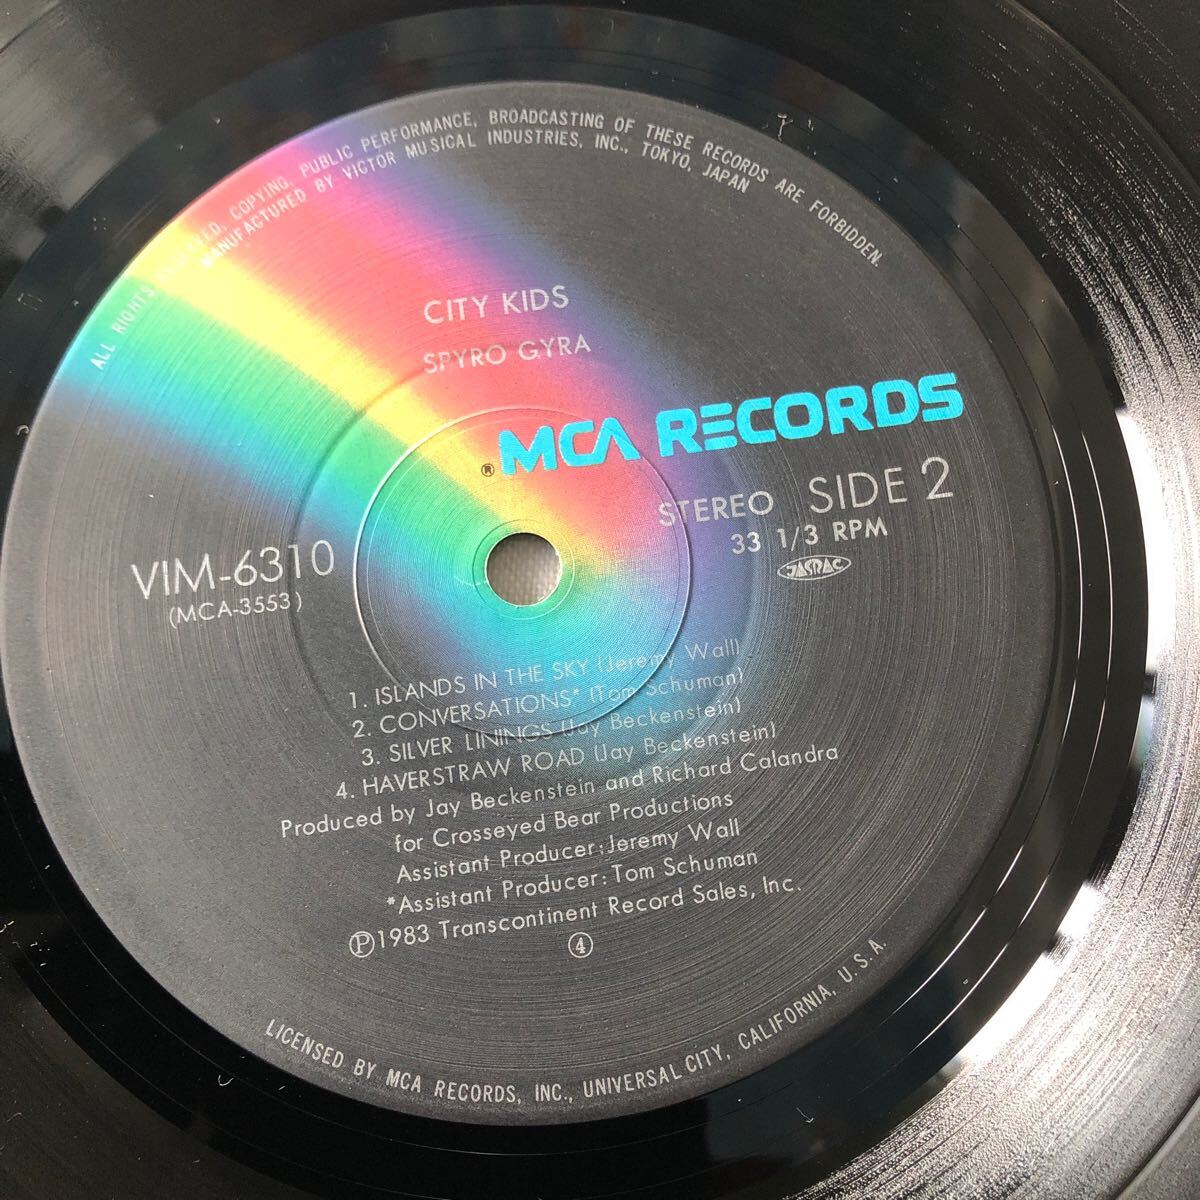 ALL RIGHTS RESERVED, COPYING, PUBLIC PERFORMANCE, BROADCASTING OF THESE RECORDS ARE FORBIDDEN.
MANUFACTURED BY VICTOR MUSICAL INDUSTRIES, INC., TOKYO, JAPAN
CITY KIDS
SPYRO GYRA
® MCA RECORDS
STEREO SIDE 2
33 1/3 RPM
JASRAC
VIM-6310
(MCA-3553)
1. ISLANDS IN THE SKY (Jeremy Wall)
2. CONVERSATIONS* (Tom Schuman)
3. SILVER LININGS (Jay Beckenstein)
4. HAVERSTRAW ROAD (Jay Beckenstein)
Produced by Jay Beckenstein and Richard Calandra
for Crosseyed Bear Productions
Assistant Producer:Jeremy Wall
*Assistant Producer:Tom Schuman
Ⓟ1983 Transcontinent Record Sales, Inc.
④
LICENSED BY MCA RECORDS, INC., UNIVERSAL CITY, CALIFORNIA, U.S.A.